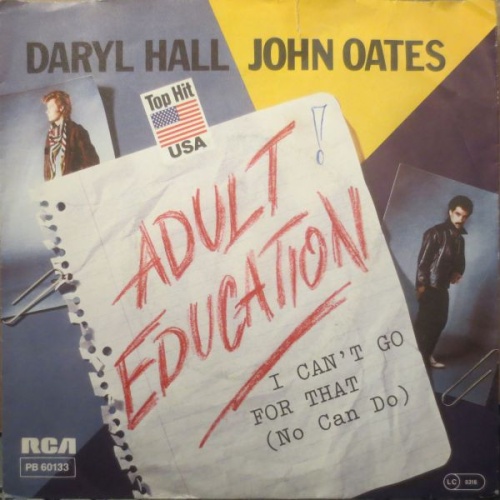 DARYL HALL JOHN OATES
Top Hit
USA
!
ADULT
EDUCATION
I CAN'T GO
FOR THAT
(No Can Do)
RCA
PB 60133
LC